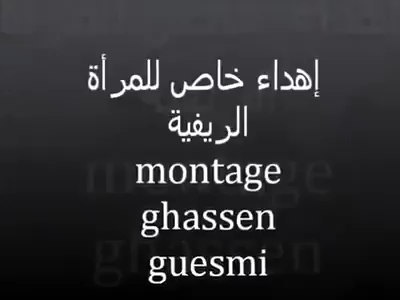 إهداء خاص للمرأة
الريفية
montage
ghassen
guesmi